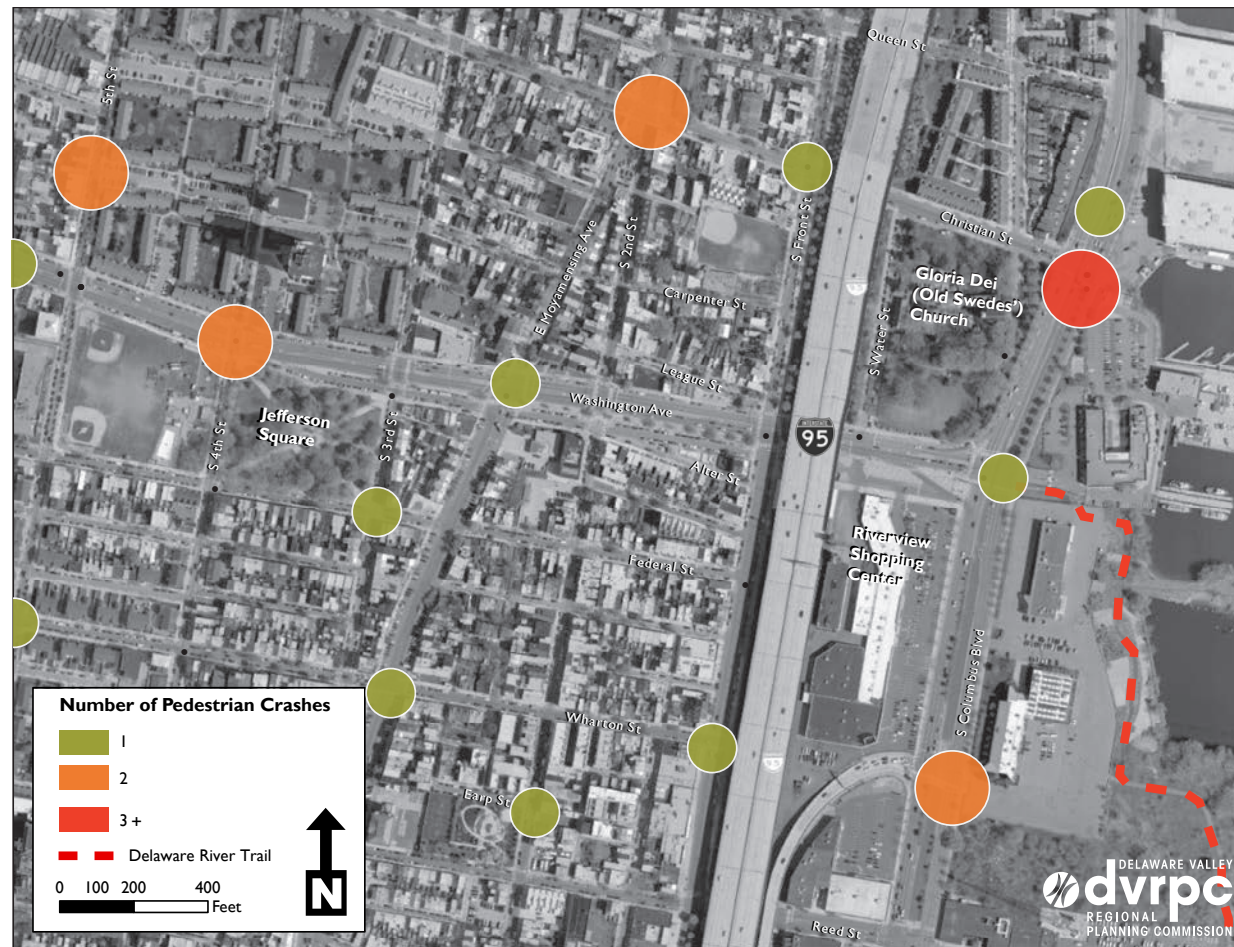 Queen St
5th St
S Front St
Christian St
E Moyamensing Ave
S 2nd St
Gloria Dei
(Old Swedes')
Church
Carpenter St
S Water St
League St
Washington Ave
Jefferson
Square
S 4th St
S 3rd St
INTERSTATE
95
Alter St
Riverview
Shopping
Center
Federal St
S Columbus Blvd
Wharton St
95
Earp St
Reed St
Number of Pedestrian Crashes
1
2
3 +
Delaware River Trail
0 100 200 400
Feet
N
DELAWARE VALLEY
dvrpc
REGIONAL
PLANNING COMMISSION